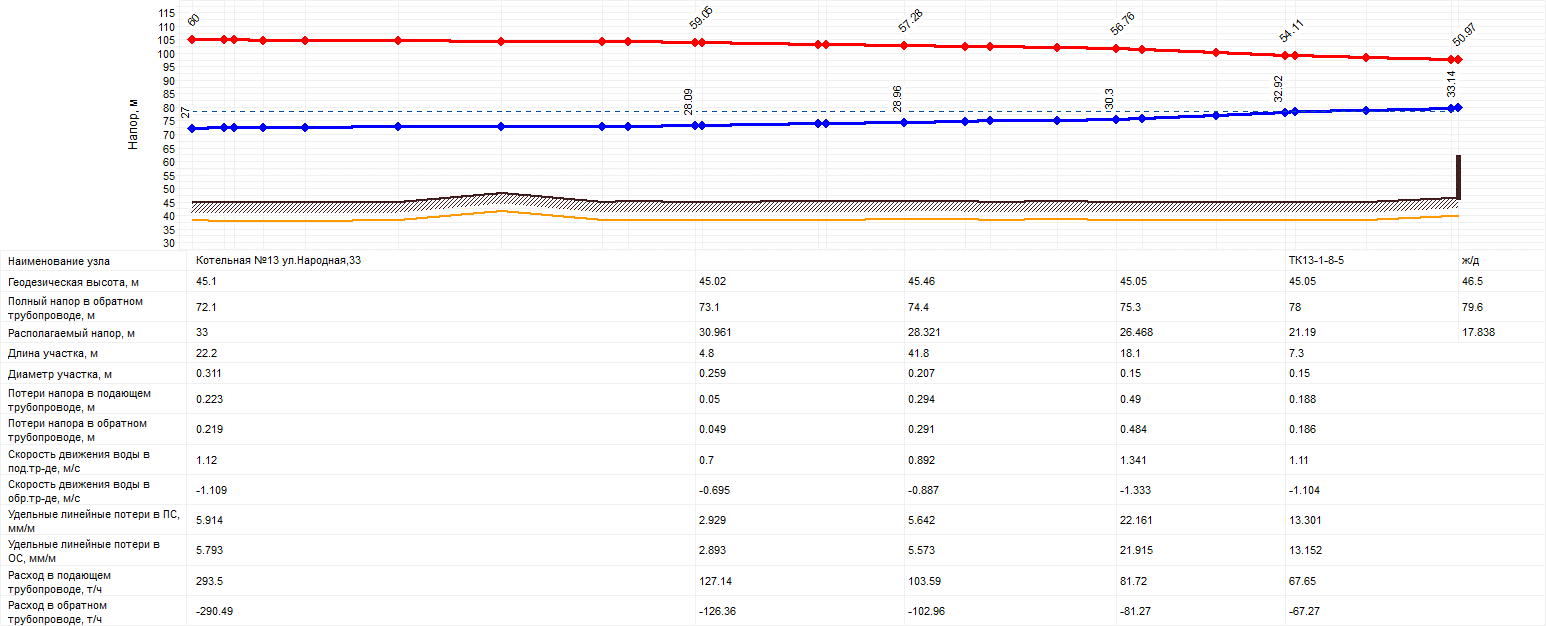 60
59.05
57.28
56.76
54.11
50.97
115
110
105
100
95
90
85
80
75
70
65
60
55
50
45
40
35
30
Напор, м
27
28.09
28.96
30.3
32.92
33.14
Наименование узла Котельная №13 ул.Народная,33 ТК13-1-8-5 ж/д
Геодезическая высота, м 45.1 45.02 45.46 45.05 45.05 46.5
Полный напор в обратном
трубопроводе, м 72.1 73.1 74.4 75.3 78 79.6
Располагаемый напор, м 33 30.961 28.321 26.468 21.19 17.838
Длина участка, м 22.2 4.8 41.8 18.1 7.3
Диаметр участка, м 0.311 0.259 0.207 0.15 0.15
Потери напора в подающем
трубопроводе, м 0.223 0.05 0.294 0.49 0.188
Потери напора в обратном
трубопроводе, м 0.219 0.049 0.291 0.484 0.186
Скорость движения воды в
под.тр-де, м/с 1.12 0.7 0.892 1.341 1.11
Скорость движения воды в
обр.тр-де, м/с -1.109 -0.695 -0.887 -1.333 -1.104
Удельные линейные потери в ПС,
мм/м 5.914 2.929 5.642 22.161 13.301
Удельные линейные потери в
ОС, мм/м 5.793 2.893 5.573 21.915 13.152
Расход в подающем
трубопроводе, т/ч 293.5 127.14 103.59 81.72 67.65
Расход в обратном
трубопроводе, т/ч -290.49 -126.36 -102.96 -81.27 -67.27